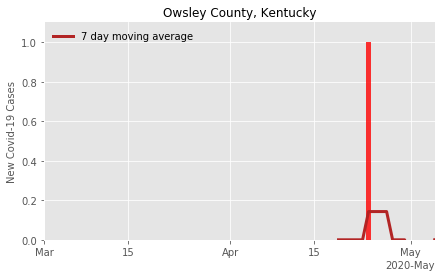 Owsley County, Kentucky
7 day moving average
New Covid-19 Cases
1.0
0.8
0.6
0.4
0.2
0.0
Mar
15
Apr
15
May
2020-May